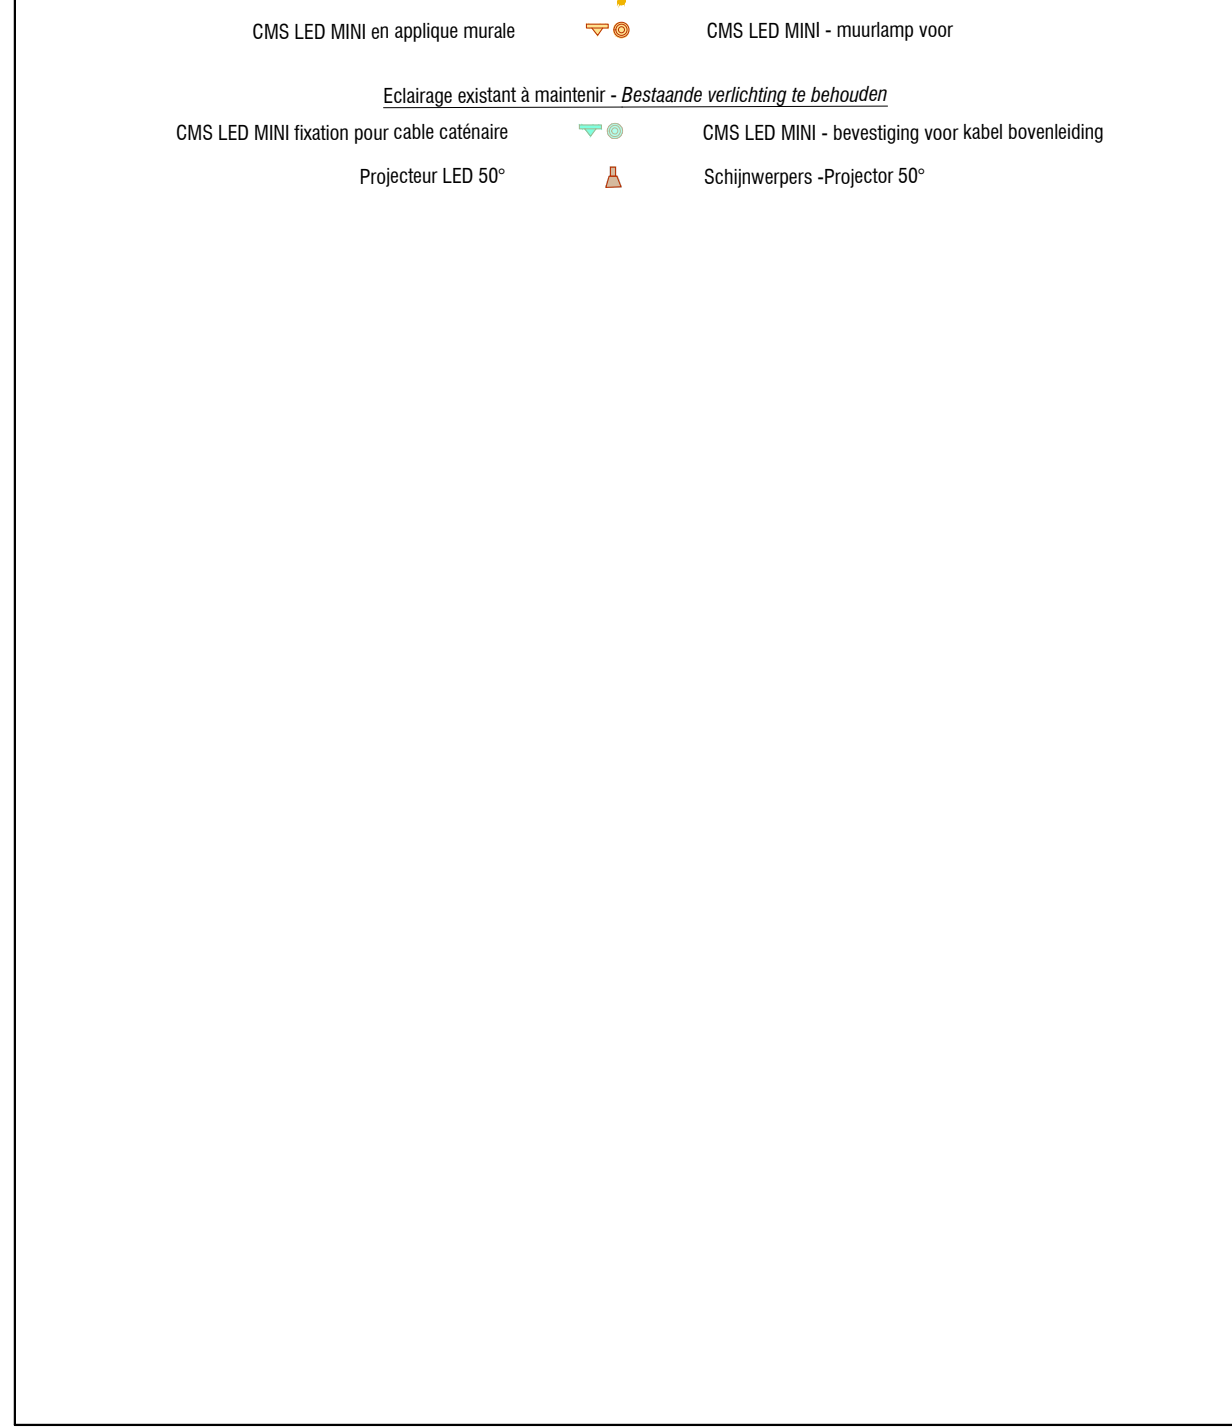 CMS LED MINI en applique murale CMS LED MINI - muurlamp voor
Eclairage existant à maintenir - Bestaande verlichting te behouden
CMS LED MINI fixation pour cable caténaire CMS LED MINI - bevestiging voor kabel bovenleiding
Projecteur LED 50° Schijnwerpers -Projector 50°